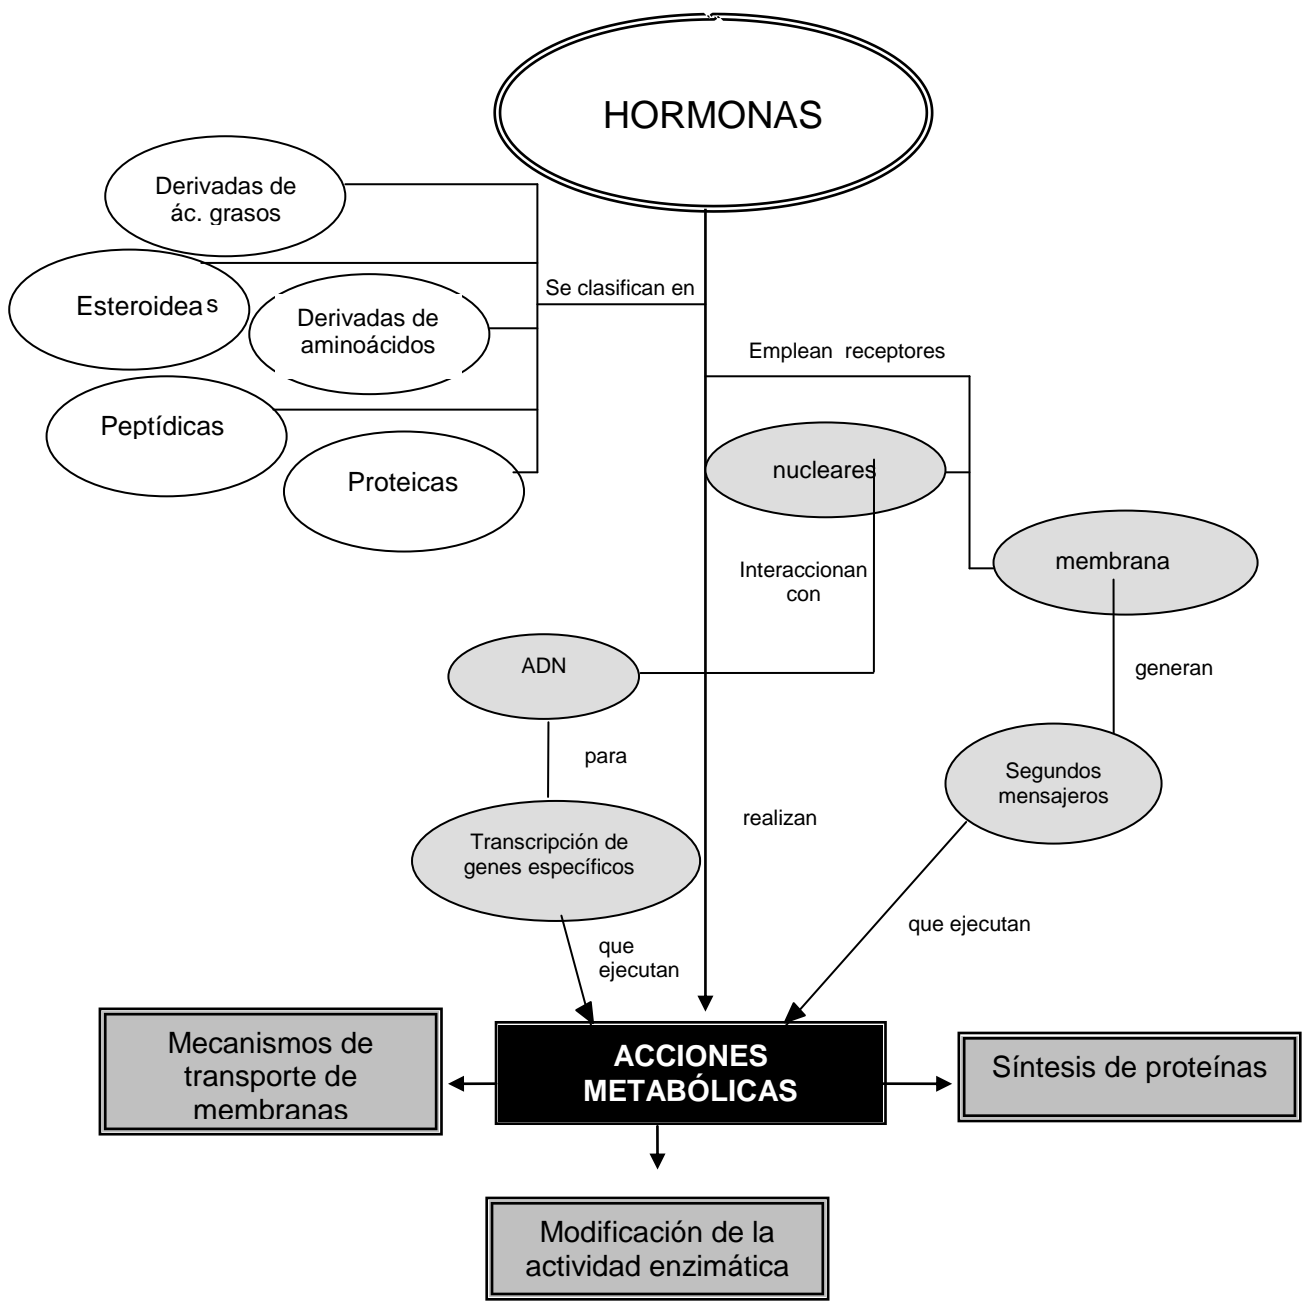 HORMONAS
Derivadas de
ác. grasos
Esteroideas
Se clasifican en
Derivadas de
aminoácidos
Emplean receptores
Peptídicas
Proteicas
nucleares
membrana
Interaccionan
con
ADN
generan
para
Segundos
mensajeros
realizan
Transcripción de
genes específicos
que ejecutan
que
ejecutan
Mecanismos de
transporte de
membranas
ACCIONES
METABÓLICAS
Síntesis de proteínas
Modificación de la
actividad enzimática